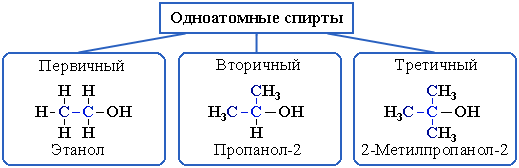 Одноатомные спирты
Первичный
H H
H-C-C-OH
H H
Этанол
Вторичный
CH₃
H₃C-C-OH
H
Пропанол-2
Третичный
CH₃
H₃C-C-OH
CH₃
2-Метилпропанол-2